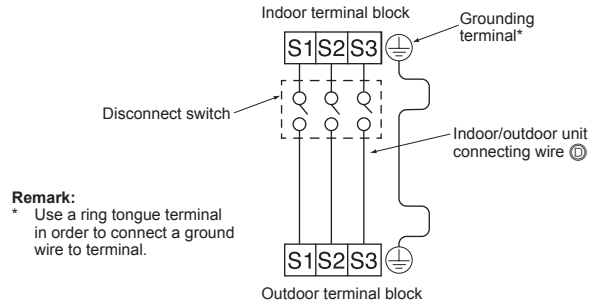 Indoor terminal block
Grounding
terminal*
S1 S2 S3
Disconnect switch
Indoor/outdoor unit
connecting wire Ⓓ
Remark:
* Use a ring tongue terminal
in order to connect a ground
wire to terminal.
S1 S2 S3
Outdoor terminal block